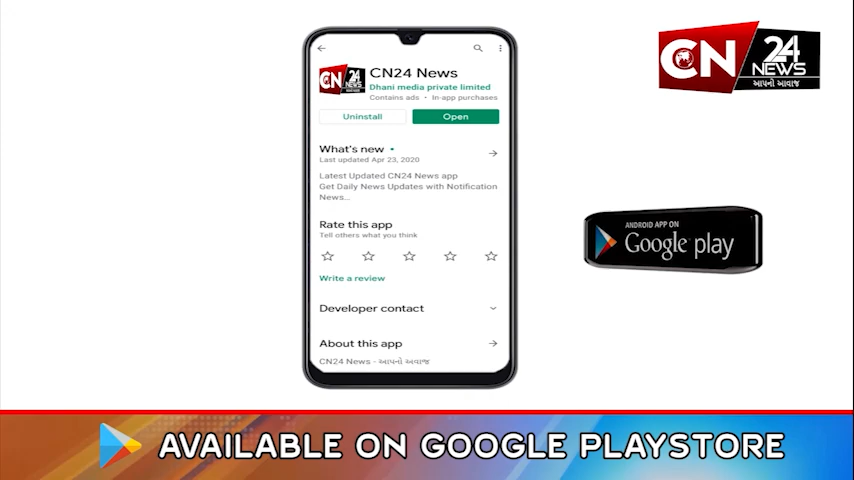 CN24 News
Dhani media private limited
Contains ads • In-app purchases
Uninstall
Open
What's new •
Last updated Apr 23, 2020
Latest Updated CN24 News app
Get Daily News Updates with Notification
News...
Rate this app
Tell others what you think
Write a review
Developer contact
About this app
CN24 News - આપનો અવાજ
CN 24
NEWS
આપનો અવાજ
ANDROID APP ON
Google play
AVAILABLE ON GOOGLE PLAYSTORE